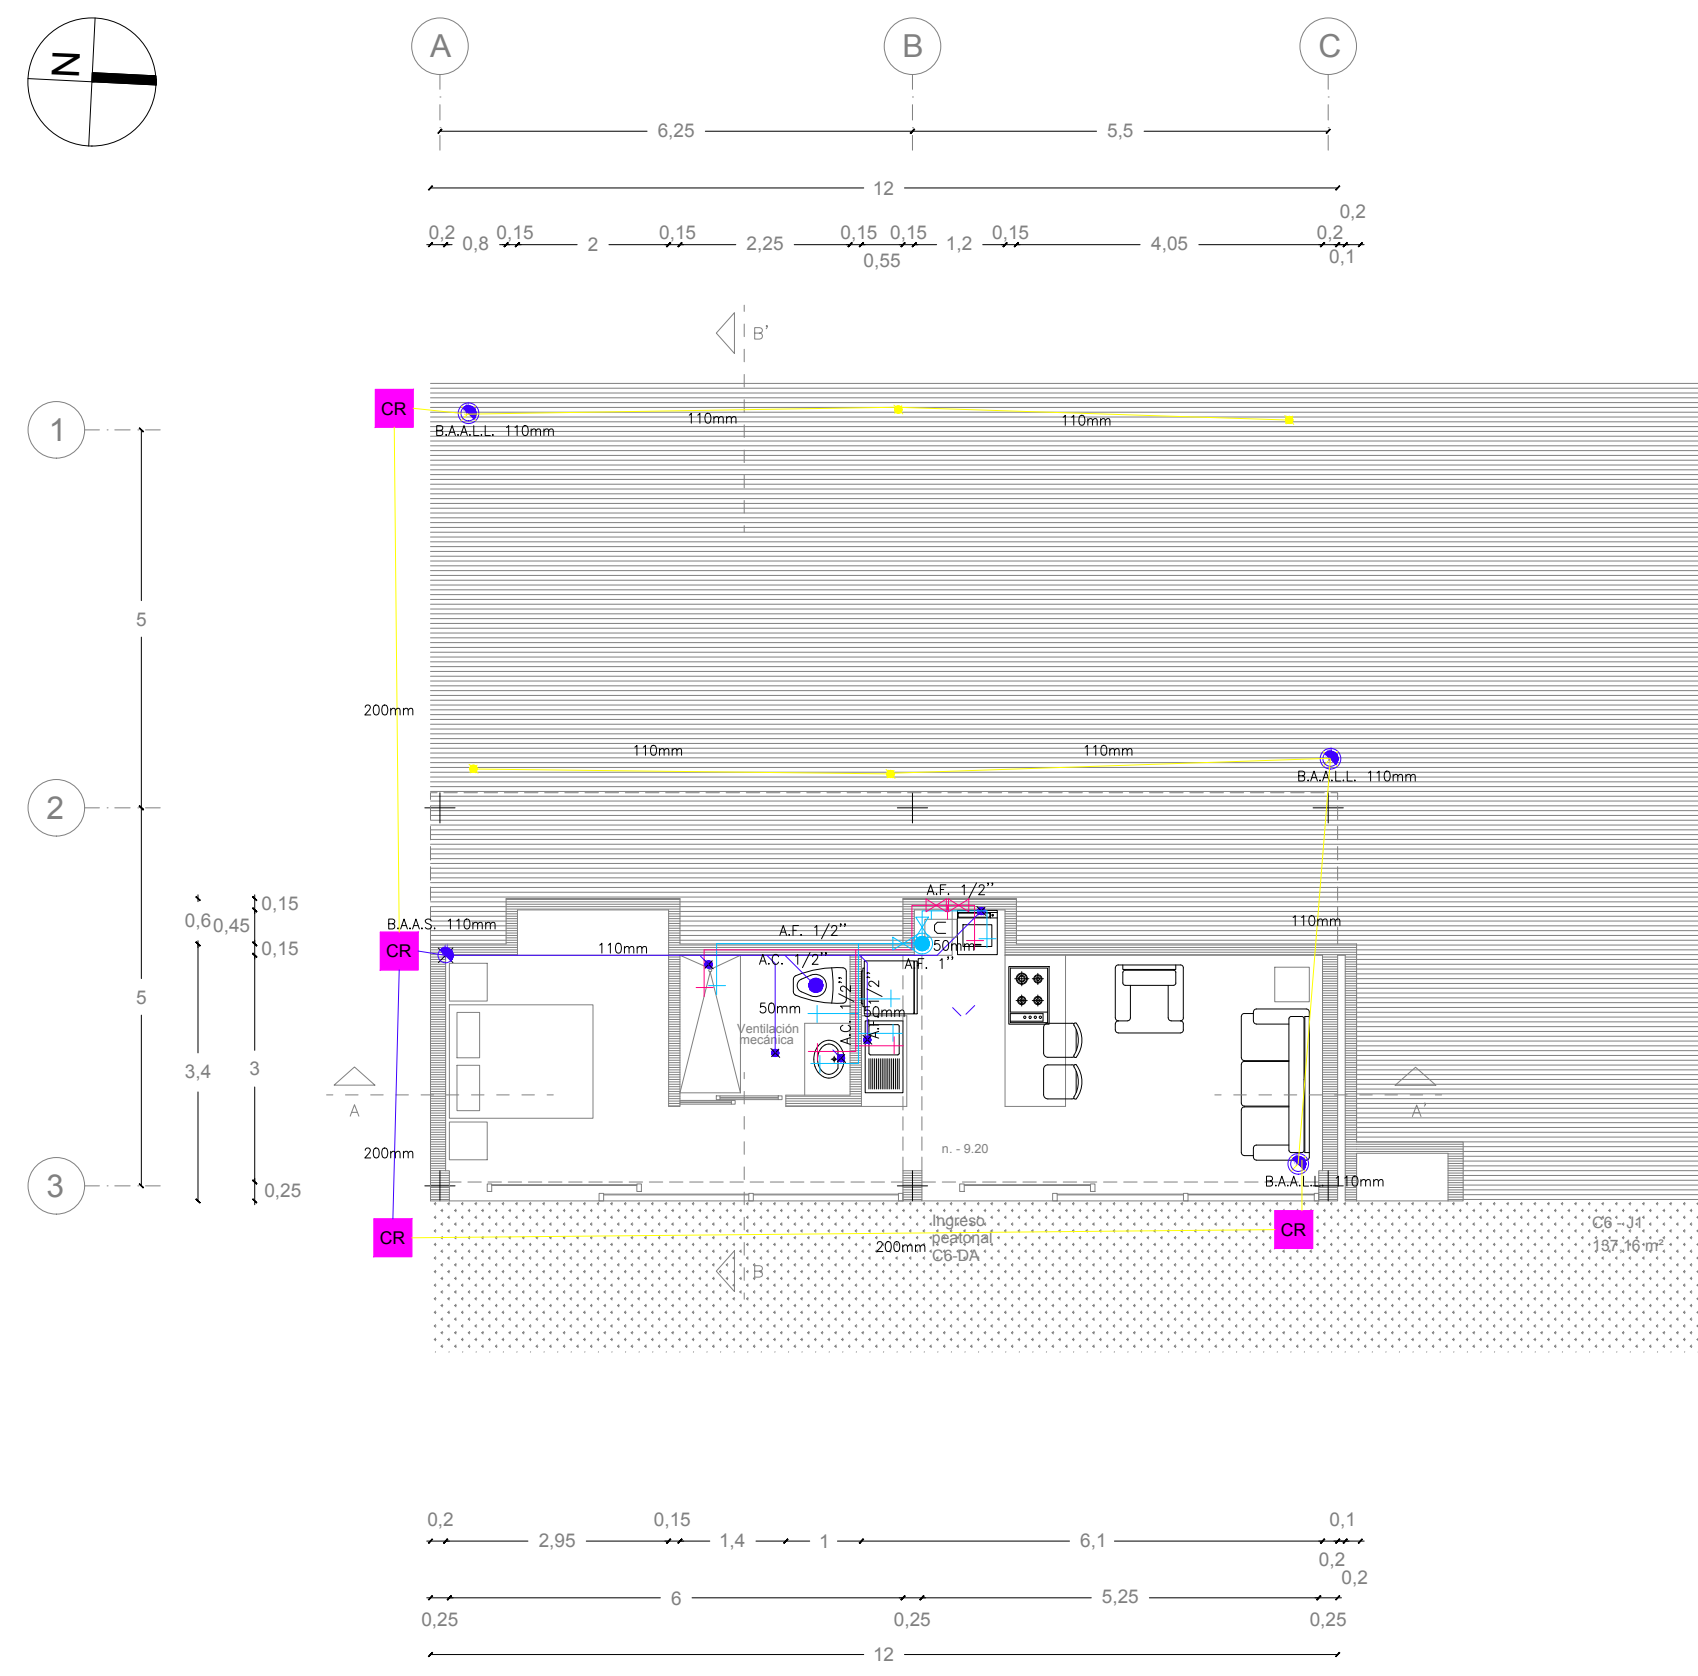 N
A
B
C
6,25
5,5
12
0,2
0,2
0,8
0,15
2
0,15
2,25
0,15
0,55
0,15
1,2
0,15
4,05
0,2
0,1
B'
CR
110mm
110mm
B.A.A.L.L. 110mm
1
5
200mm
110mm
110mm
B.A.A.L.L. 110mm
2
A.F. 1/2''
0,15
0,6
0,45
B.A.A.S. 110mm
110mm
A.F. 1/2''
CR
0,15
110mm
50mm
A.C. 1/2''
A.F. 1''
5
A.C. 1/2''
A.F. 1/2''
50mm
50mm
Ventilación
mecánica
3,4
3
A
A'
n. - 9.20
200mm
3
0,25
B.A.A.L.L. 110mm
CR
CR
Ingreso
peatonal
C6-DA
200mm
C6 - J1
137.16 m²
B
0,2
0,15
0,1
2,95
1,4
1
6,1
0,2
0,2
6
5,25
0,25
0,25
0,25
12